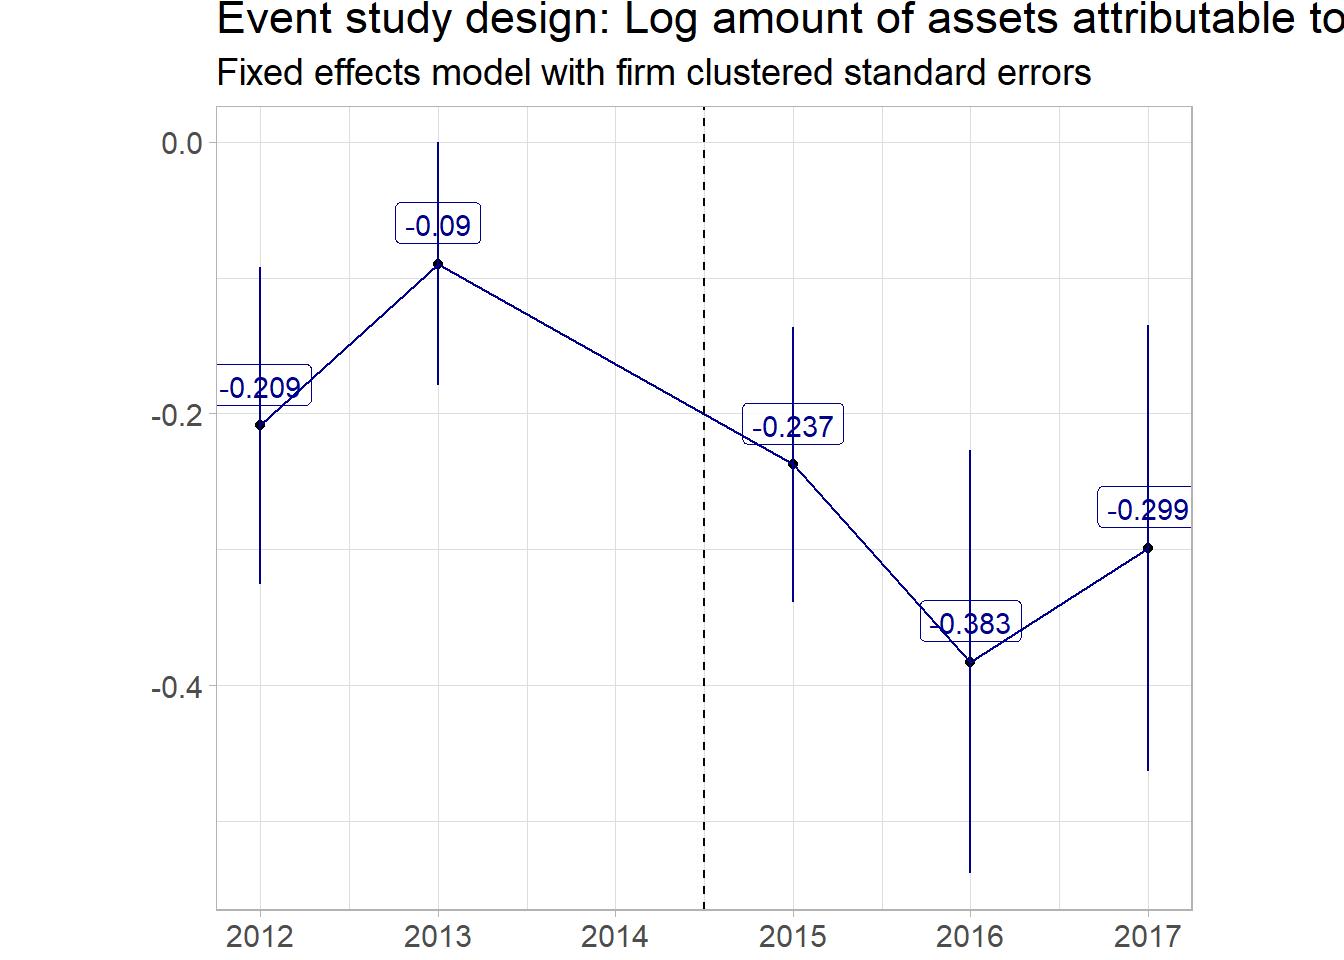 Event study design: Log amount of assets attributable to
Fixed effects model with firm clustered standard errors
0.0
-0.09
-0.209
-0.2
-0.237
-0.299
-0.383
-0.4
2012 2013 2014 2015 2016 2017